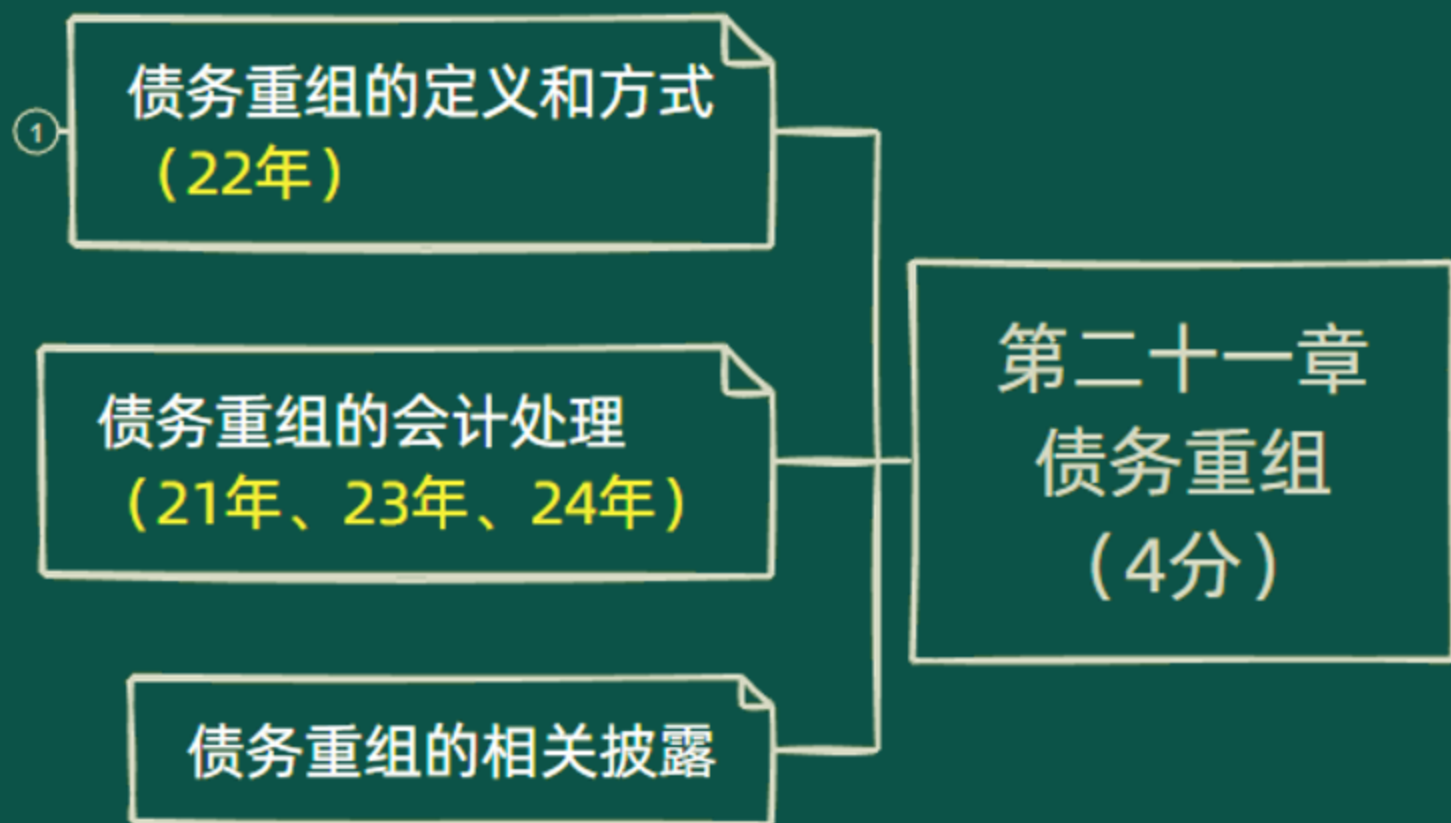 债务重组的定义和方式
（22年）
1
债务重组的会计处理
（21年、23年、24年）
债务重组的相关披露
第二十一章
债务重组
（4分）